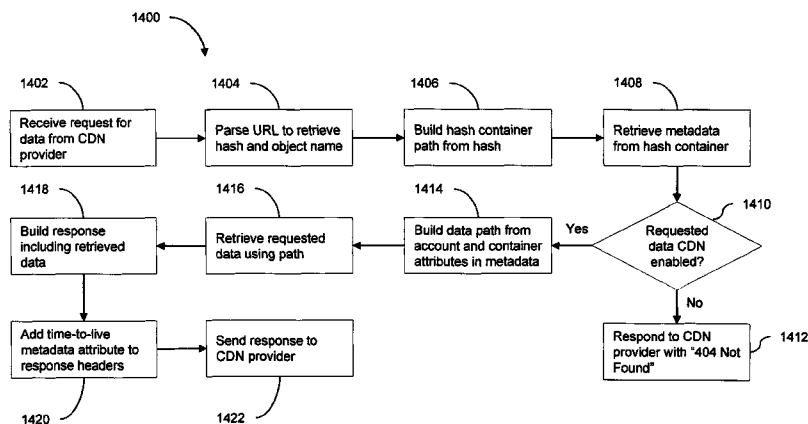 1400
1402
1404
1406
1408
Receive request for
data from CDN
provider
Parse URL to retrieve
hash and object name
Build hash container
path from hash
Retrieve metadata
from hash container
1418
1416
1414
1410
Build response
including retrieved
data
Retrieve requested
data using path
Build data path from
account and container
attributes in metadata
Yes
Requested
data CDN
enabled?
No
Add time-to-live
metadata attribute to
response headers
Send response to
CDN provider
Respond to CDN
provider with "404 Not
Found"
1412
1420
1422